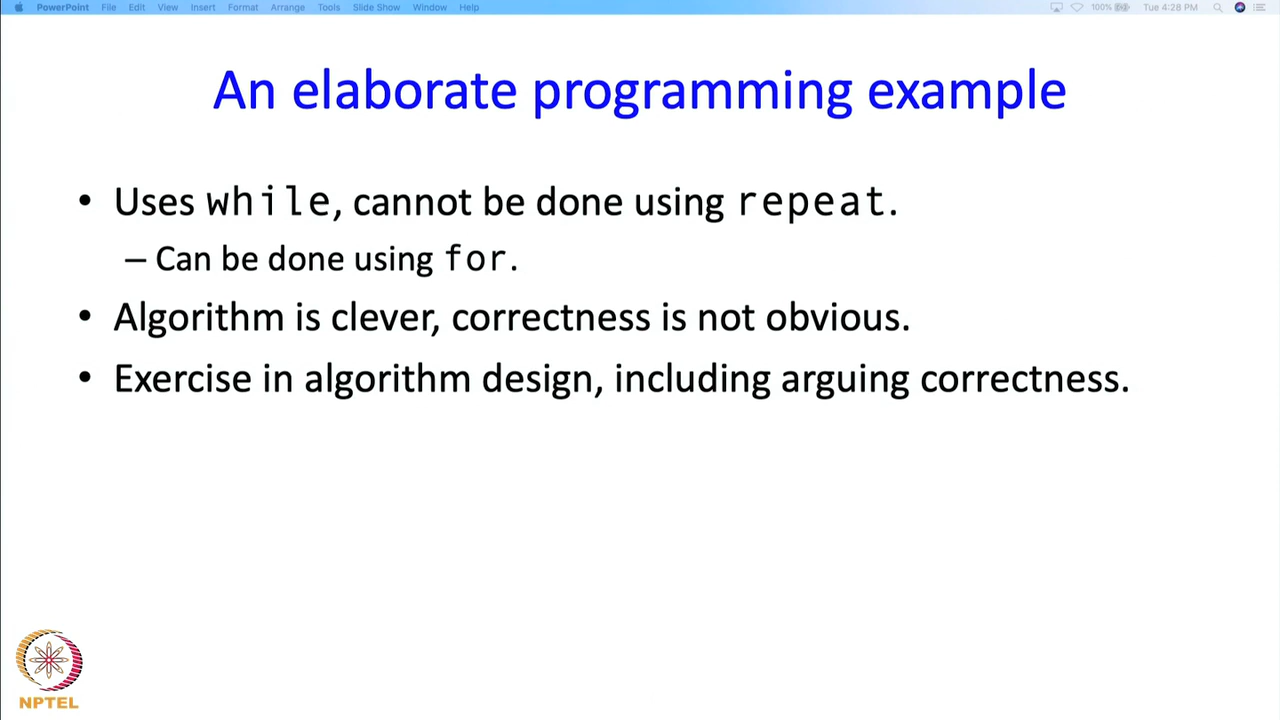 PowerPoint File Edit View Insert Format Arrange Tools Slide Show Window Help 100% Tue 4:28 PM
An elaborate programming example
• Uses while, cannot be done using repeat.
– Can be done using for.
• Algorithm is clever, correctness is not obvious.
• Exercise in algorithm design, including arguing correctness.
NPTEL